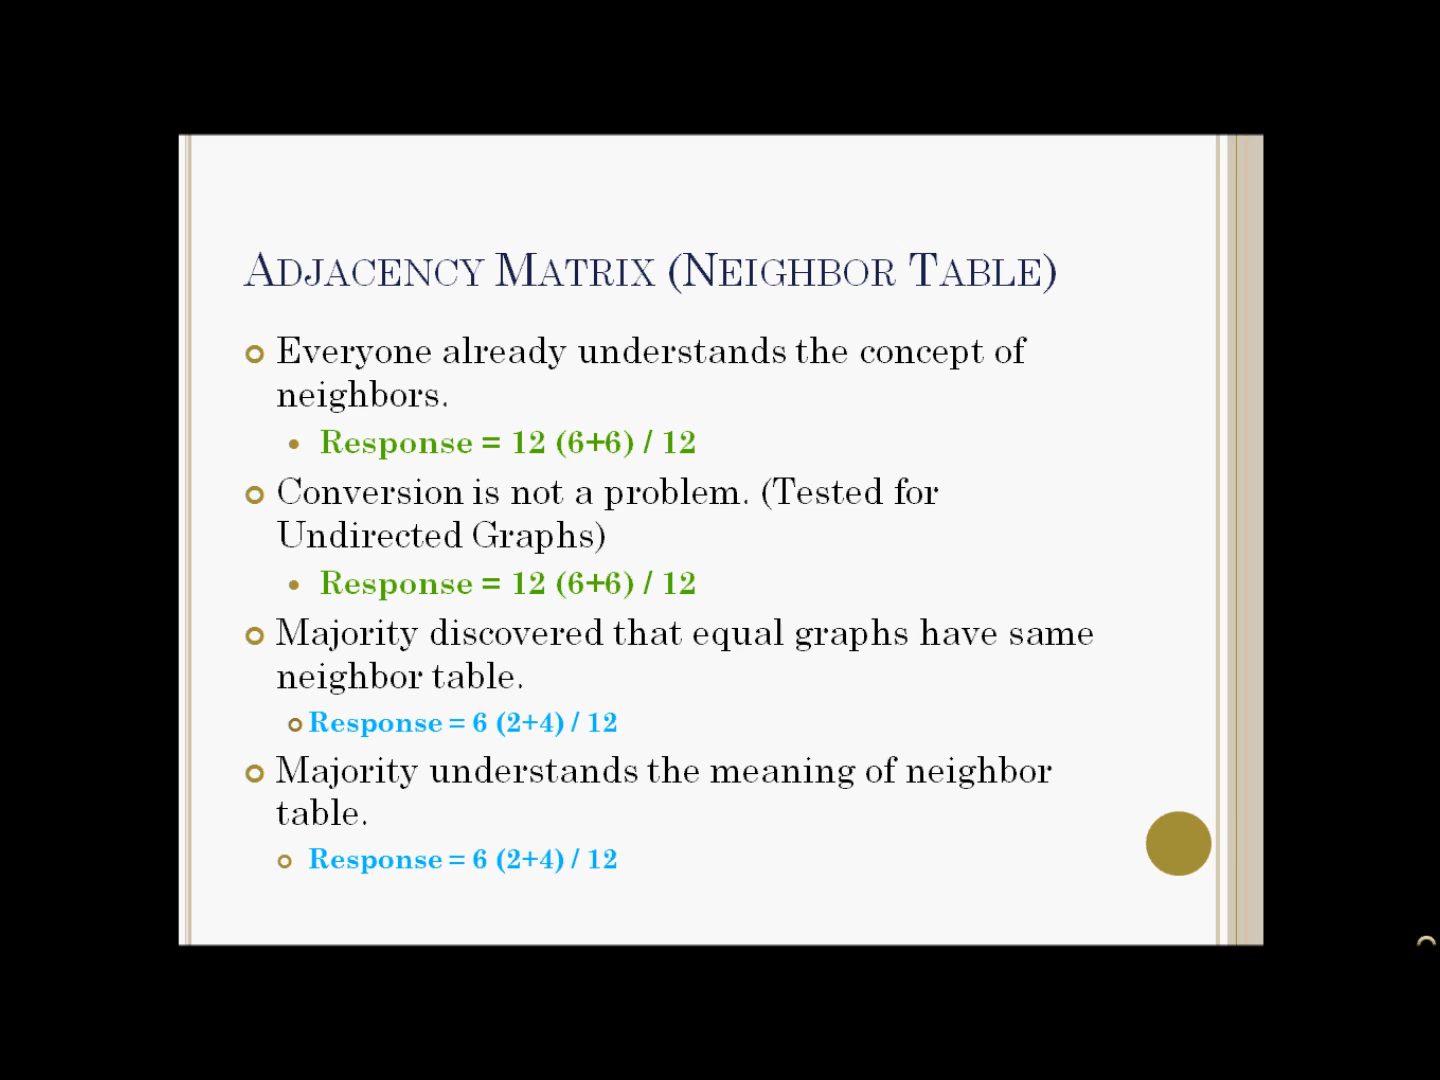 ADJACENCY MATRIX (NEIGHBOR TABLE)
Everyone already understands the concept of
neighbors.
Response = 12 (6+6) / 12
Conversion is not a problem. (Tested for
Undirected Graphs)
Response = 12 (6+6) / 12
Majority discovered that equal graphs have same
neighbor table.
Response = 6 (2+4) / 12
Majority understands the meaning of neighbor
table.
Response = 6 (2+4) / 12